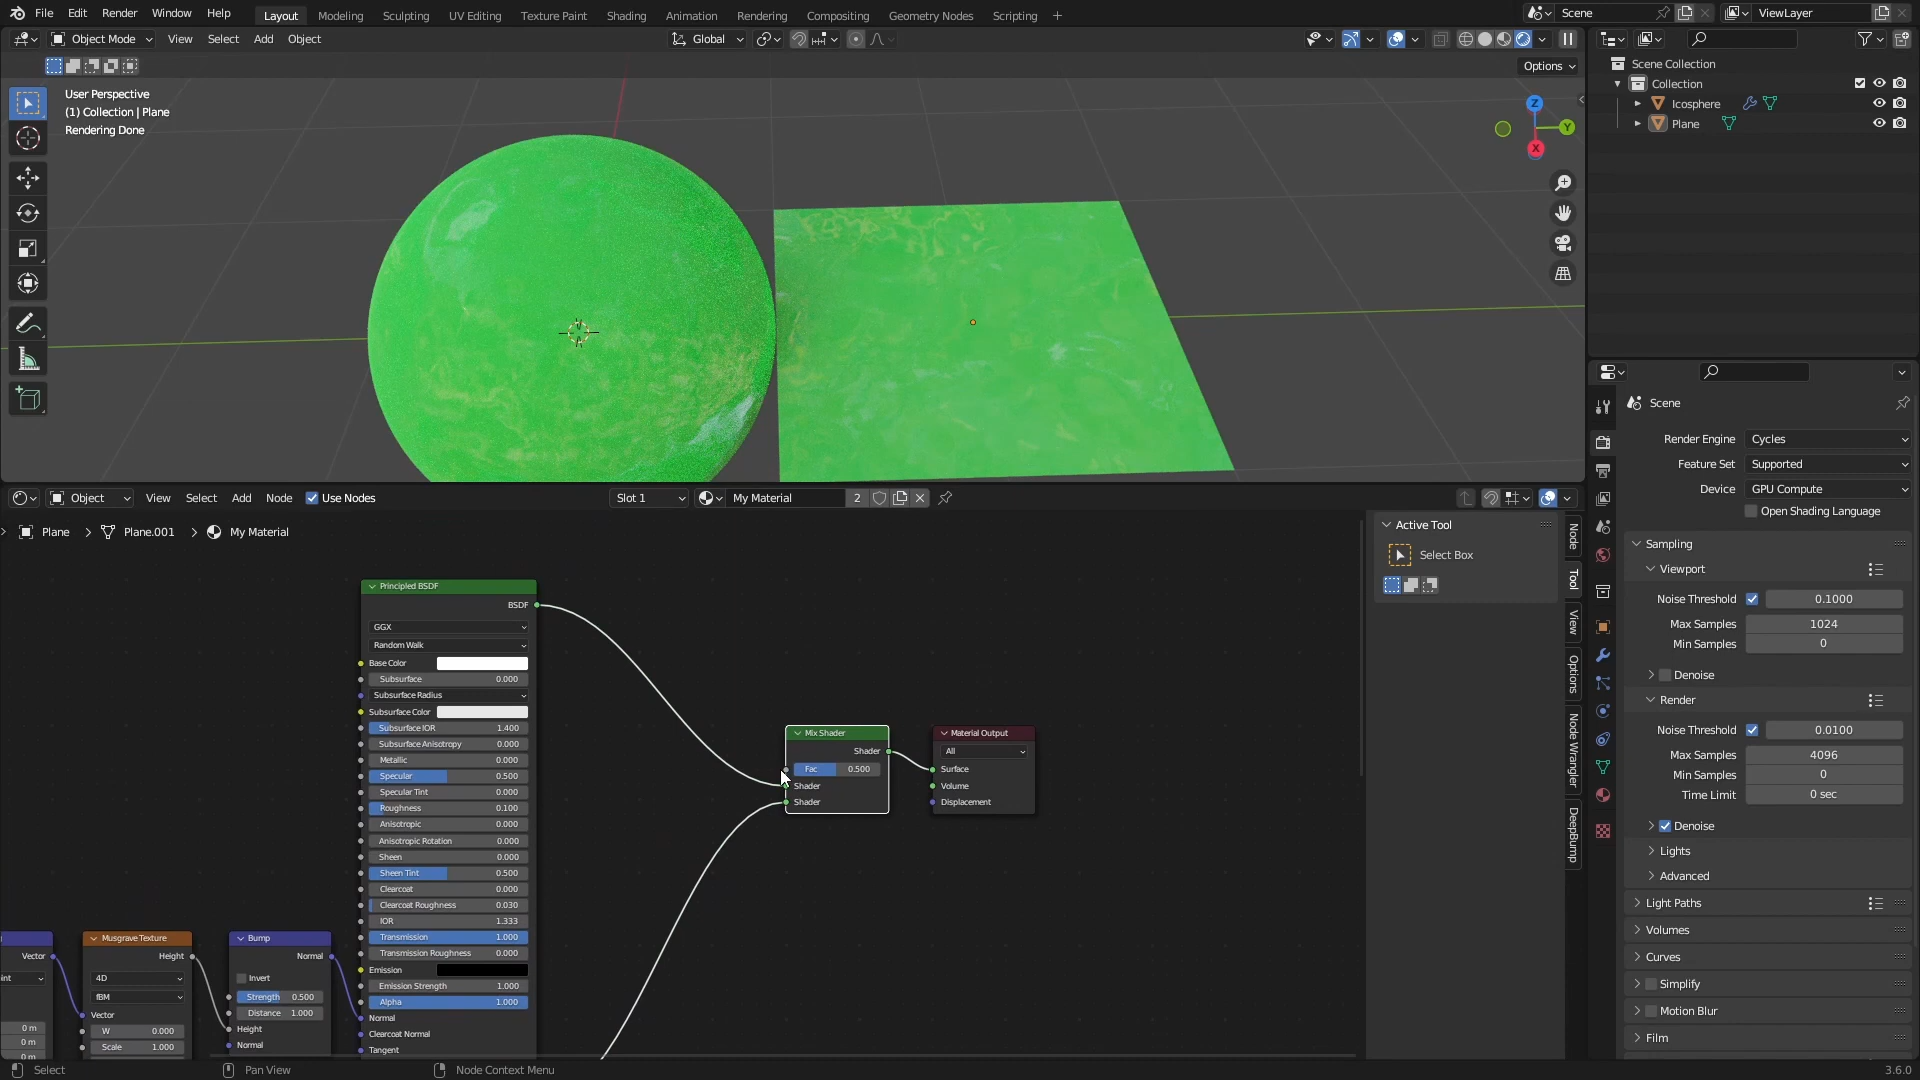 File Edit Render Window Help Layout Modeling Sculpting UV Editing Texture Paint Shading Animation Rendering Compositing Geometry Nodes Scripting + Scene ViewLayer
Object Mode View Select Add Object Global
Options
User Perspective
(1) Collection | Plane
Rendering Done
Z
Y
X
Scene Collection
Collection
Icosphere
Plane
Scene
Render Engine Cycles
Feature Set Supported
Device GPU Compute
Open Shading Language
Sampling
Viewport
Noise Threshold 0.1000
Max Samples 1024
Min Samples 0
Denoise
Render
Noise Threshold 0.0100
Max Samples 4096
Min Samples 0
Time Limit 0 sec
Denoise
Lights
Advanced
Light Paths
Volumes
Curves
Simplify
Motion Blur
Film
Object View Select Add Node Use Nodes Slot 1 My Material 2
Plane > Plane.001 > My Material
Active Tool
Select Box
Node
Tool
View
Options
Node Wrangler
DeepBump
Principled BSDF
BSDF
GGX
Random Walk
Base Color
Subsurface 0.000
Subsurface Radius
Subsurface Color
Subsurface IOR 1.400
Subsurface Anisotropy 0.000
Metallic 0.000
Specular 0.500
Specular Tint 0.000
Roughness 0.100
Anisotropic 0.000
Anisotropic Rotation 0.000
Sheen 0.000
Sheen Tint 0.500
Clearcoat 0.000
Clearcoat Roughness 0.030
IOR 1.333
Transmission 1.000
Transmission Roughness 0.000
Emission
Emission Strength 1.000
Alpha 1.000
Normal
Clearcoat Normal
Tangent
Mix Shader
Shader
Fac 0.500
Shader
Shader
Material Output
All
Surface
Volume
Displacement
Vector
0 m
0 m
0 m
Musgrave Texture
Height
4D
fBM
Vector
W 0.000
Scale 1.000
Bump
Normal
Invert
Strength 0.500
Distance 1.000
Height
Normal
Select Pan View Node Context Menu 3.6.0